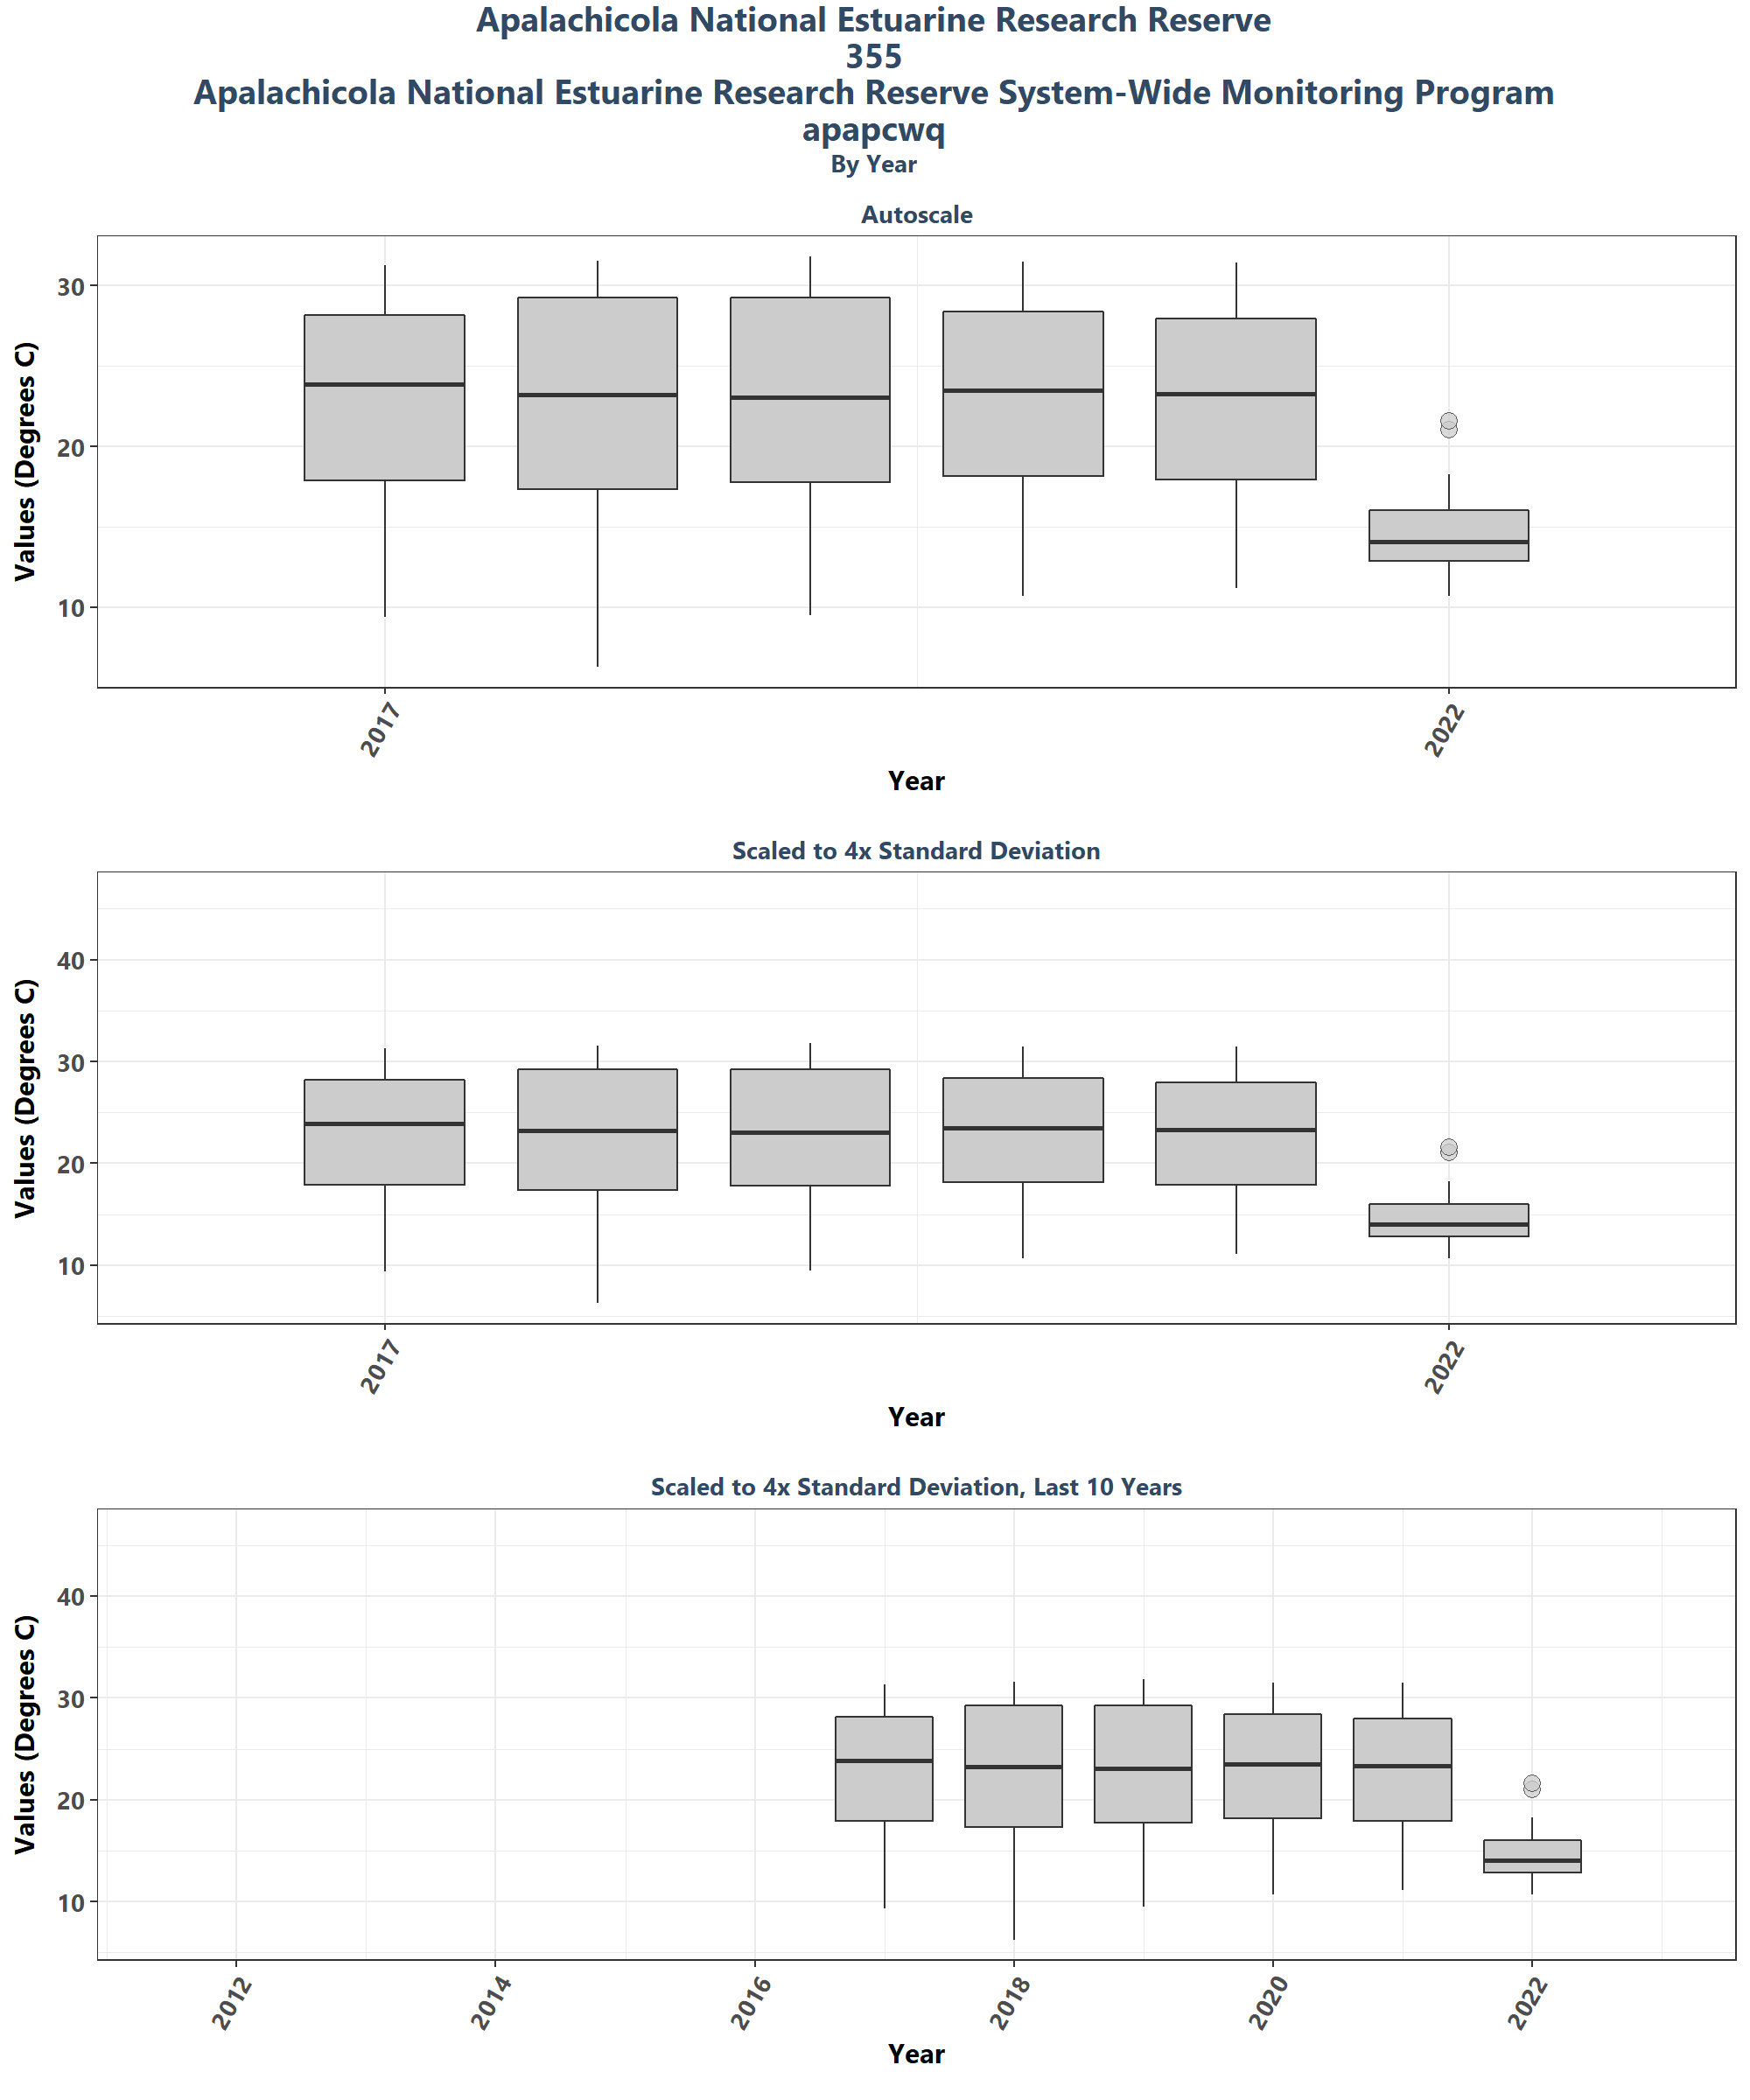 Apalachicola National Estuarine Research Reserve
355
Apalachicola National Estuarine Research Reserve System-Wide Monitoring Program
apapcwq
By Year
Autoscale
Values (Degrees C)
30
20
10
2017
2022
Year
Scaled to 4x Standard Deviation
Values (Degrees C)
40
30
20
10
2017
2022
Year
Scaled to 4x Standard Deviation, Last 10 Years
Values (Degrees C)
40
30
20
10
2012
2014
2016
2018
2020
2022
Year